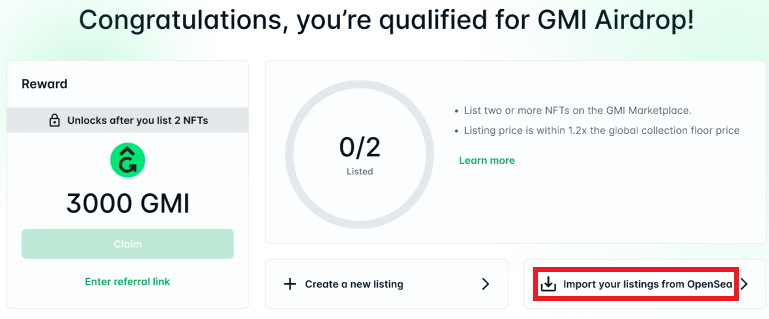 Congratulations, you’re qualified for GMI Airdrop!
Reward
Unlocks after you list 2 NFTs
3000 GMI
Claim
Enter referral link
0/2
Listed
• List two or more NFTs on the GMI Marketplace.
• Listing price is within 1.2x the global collection floor price
Learn more
Create a new listing
Import your listings from OpenSea